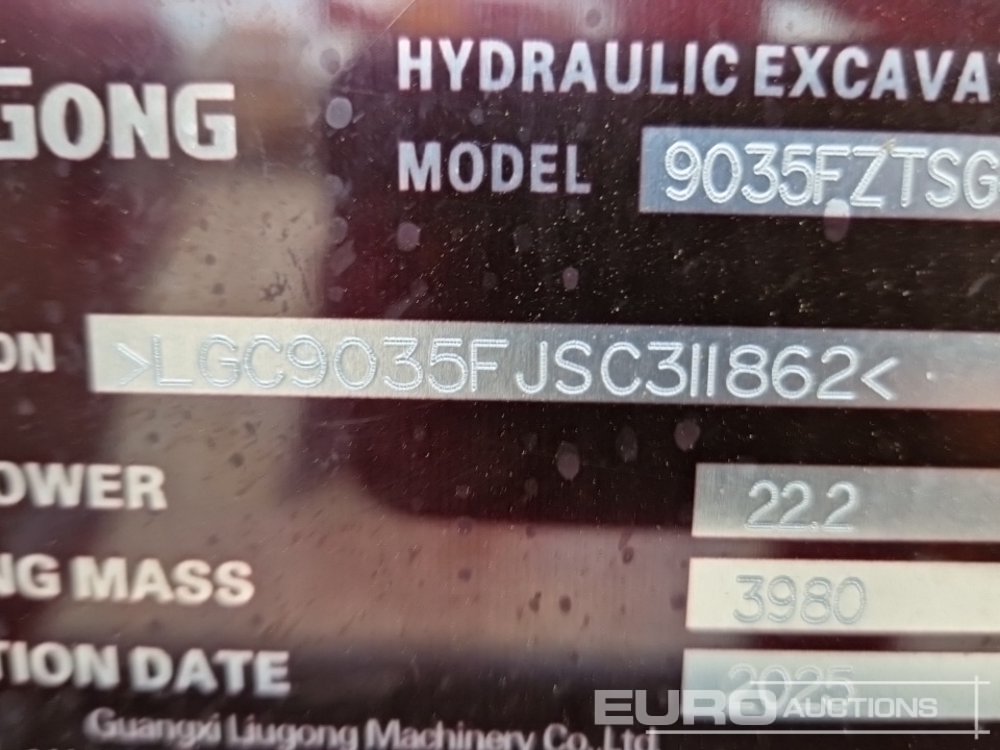 GONG
HYDRAULIC EXCAVA
MODEL 9035FZTSG
ON >LGC9035FJSC311862<
OWER 22.2
NG MASS 3980
TION DATE 2025
Guangxi Liugong Machinery Co.,Ltd
EURO AUCTIONS